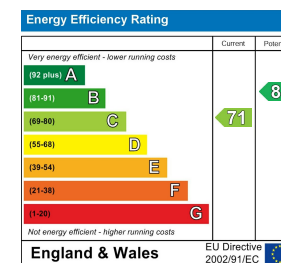 Energy Efficiency Rating
Current
Very energy efficient - lower running costs
(92 plus) A
(81-91) B
(69-80) C
71
(55-68) D
(39-54) E
(21-38) F
(1-20) G
Not energy efficient - higher running costs
England & Wales
EU Directive
2002/91/EC